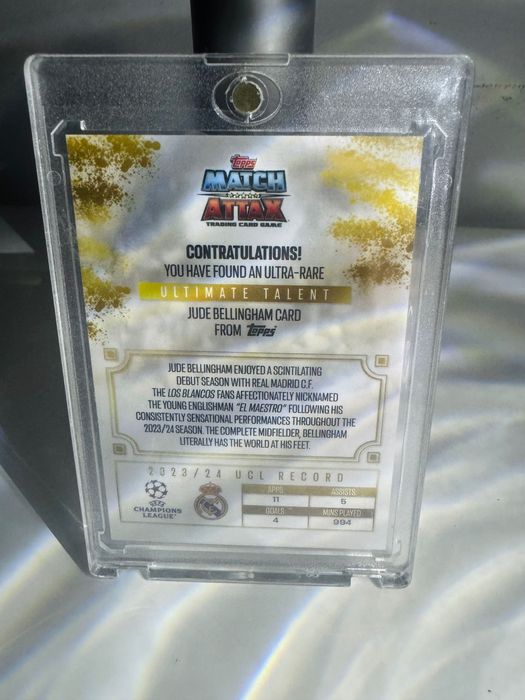 Topps
MATCH
ATTAX
TRADING CARD GAME
CONTRATULATIONS!
YOU HAVE FOUND AN ULTRA-RARE
ULTIMATE TALENT
JUDE BELLINGHAM CARD
FROM Topps
JUDE BELLINGHAM ENJOYED A SCINTILATING
DEBUT SEASON WITH REAL MADRID C.F.
THE LOS BLANCOS FANS AFFECTIONATELY NICKNAMED
THE YOUNG ENGLISHMAN "EL MAESTRO" FOLLOWING HIS
CONSISTENTLY SENSATIONAL PERFORMANCES THROUGHOUT THE
2023/24 SEASON. THE COMPLETE MIDFIELDER, BELLINGHAM
LITERALLY HAS THE WORLD AT HIS FEET.
2023/24 UCL RECORD
UEFA
CHAMPIONS
LEAGUE
APPS ASSISTS
11 5
GOALS MINS PLAYED
4 994